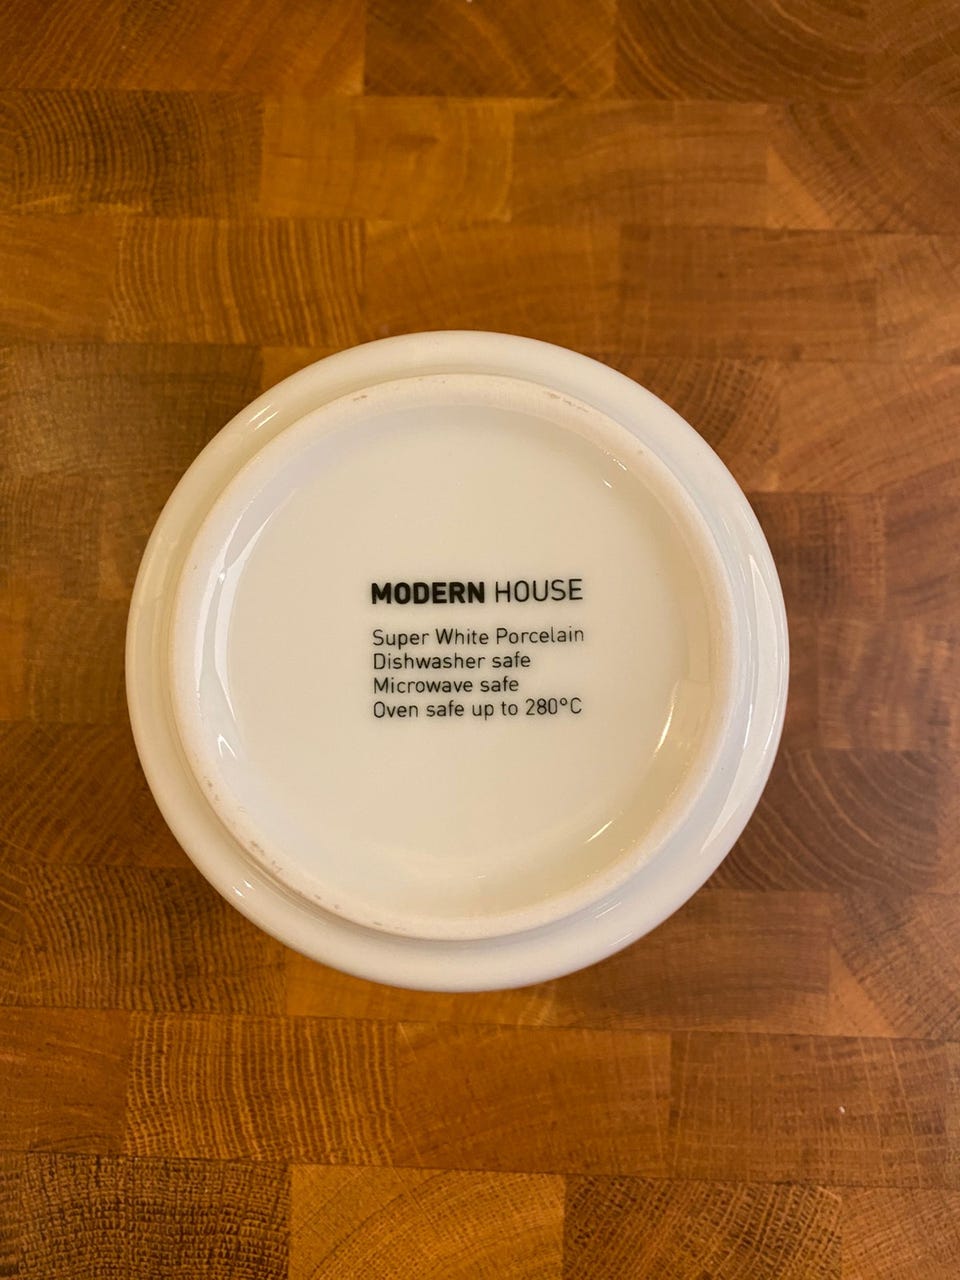 MODERN HOUSE
Super White Porcelain
Dishwasher safe
Microwave safe
Oven safe up to 280°C